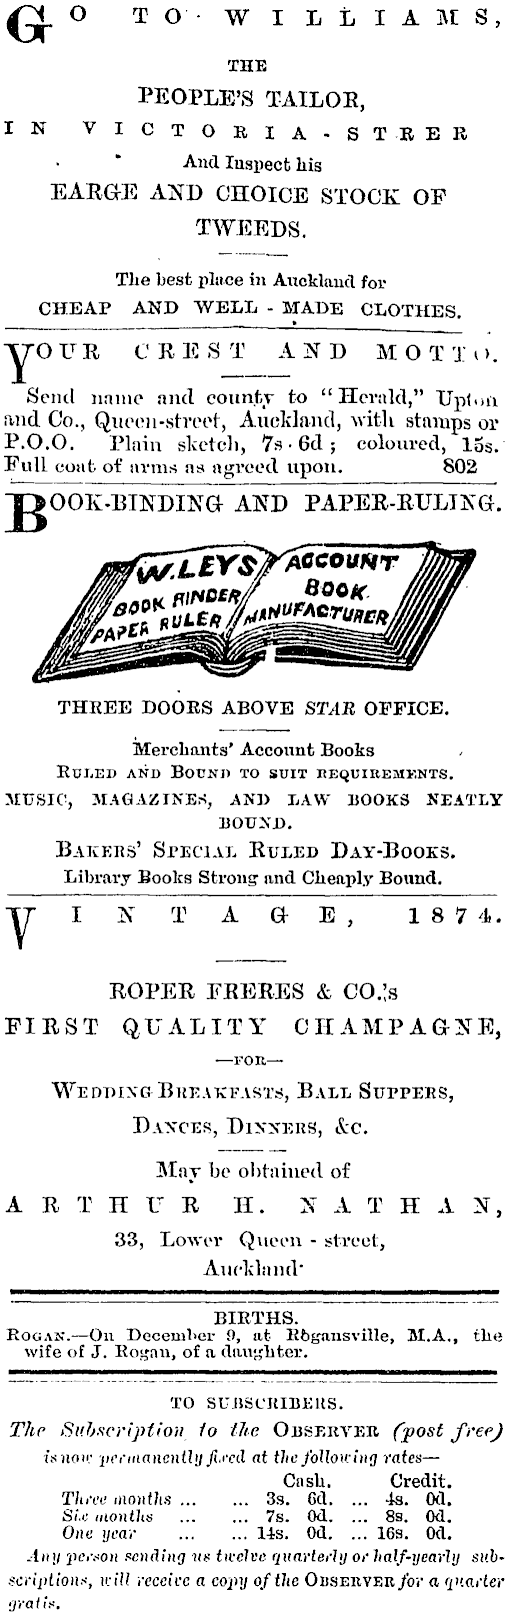 GO TO WILLIAMS,
THE
PEOPLE'S TAILOR,
IN VICTORIA-STRER
And Inspect his
EARGE AND CHOICE STOCK OF
TWEEDS.
The best place in Auckland for
CHEAP AND WELL-MADE CLOTHES.
YOUR CREST AND MOTTO.
Send name and county to "Herald," Upton
and Co., Queen-street, Auckland, with stamps or
P.O.O. Plain sketch, 7s 6d; coloured, 15s.
Full coat of arms as agreed upon. 802
BOOK-BINDING AND PAPER-RULING.
W. LEYS
BOOK BINDER
PAPER RULER
ACCOUNT
BOOK
MANUFACTURER
THREE DOORS ABOVE STAR OFFICE.
Merchants' Account Books
RULED AND BOUND TO SUIT REQUIREMENTS.
MUSIC, MAGAZINES, AND LAW BOOKS NEATLY
BOUND.
BAKERS' SPECIAL RULED DAY-BOOKS.
Library Books Strong and Cheaply Bound.
VINTAGE, 1874.
ROPER FRERES & CO.'s
FIRST QUALITY CHAMPAGNE,
—FOR—
WEDDING BREAKFASTS, BALL SUPPERS,
DANCES, DINNERS, &c.
May be obtained of
ARTHUR H. NATHAN,
33, Lower Queen-street,
Auckland
BIRTHS.
ROGAN.—On December 9, at Rogansville, M.A., the
wife of J. Rogan, of a daughter.
TO SUBSCRIBERS.
The Subscription to the OBSERVER (post free)
is now permanently fixed at the following rates—
Cash. Credit.
Three months ... ... 3s. 6d. ... 4s. 0d.
Six months ... ... 7s. 0d. ... 8s. 0d.
One year ... ... 14s. 0d. ... 16s. 0d.
Any person sending us twelve quarterly or half-yearly sub-
scriptions, will receive a copy of the OBSERVER for a quarter
gratis.